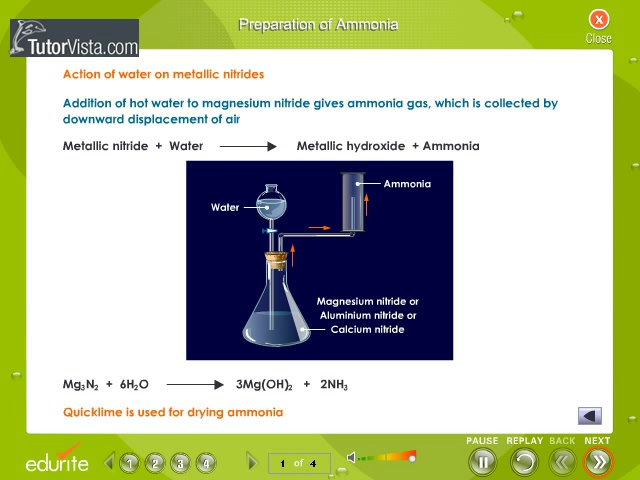 Preparation of Ammonia
TutorVista.com
X
Close
Action of water on metallic nitrides
Addition of hot water to magnesium nitride gives ammonia gas, which is collected by
downward displacement of air
Metallic nitride + Water ⟶ Metallic hydroxide + Ammonia
Ammonia
Water
Magnesium nitride or
Aluminium nitride or
Calcium nitride
Mg₃N₂ + 6H₂O ⟶ 3Mg(OH)₂ + 2NH₃
Quicklime is used for drying ammonia
PAUSE REPLAY BACK NEXT
edurite 1 2 3 4 1 of 4